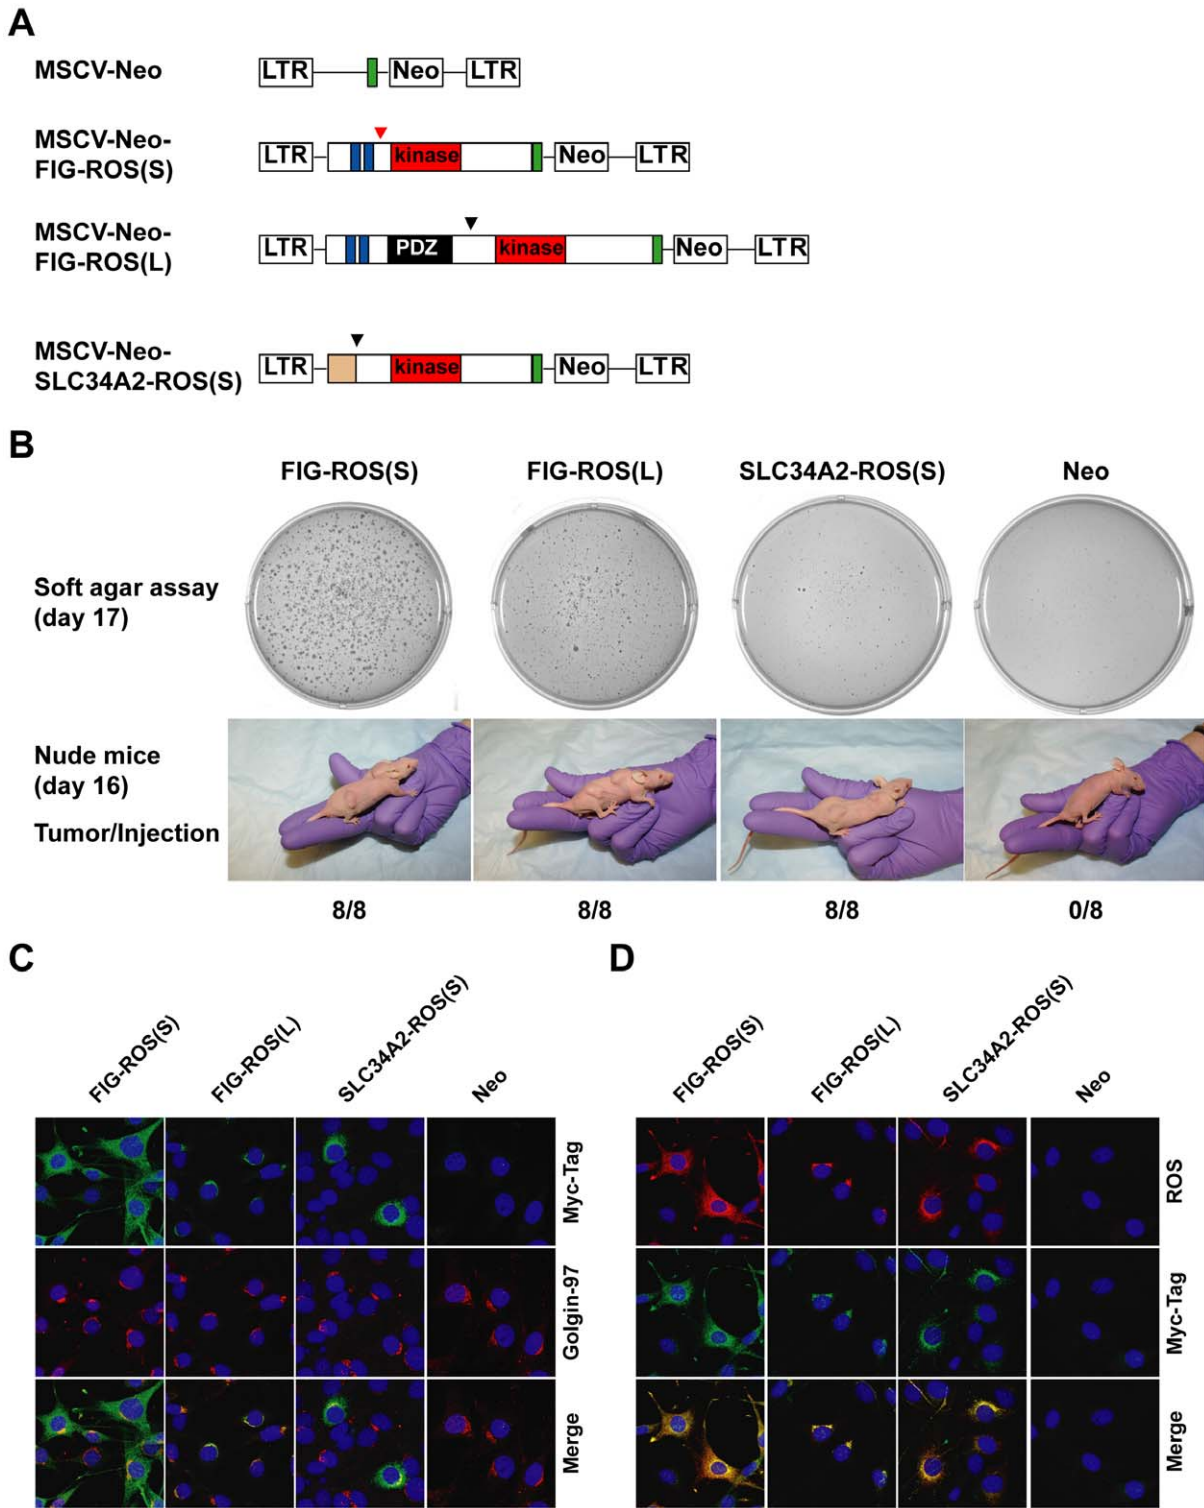 A
MSCV-Neo
LTR Neo LTR
MSCV-Neo-
FIG-ROS(S)
LTR kinase Neo LTR
MSCV-Neo-
FIG-ROS(L)
LTR PDZ kinase Neo LTR
MSCV-Neo-
SLC34A2-ROS(S)
LTR kinase Neo LTR
B
FIG-ROS(S) FIG-ROS(L) SLC34A2-ROS(S) Neo
Soft agar assay
(day 17)
Nude mice
(day 16)
Tumor/Injection
8/8 8/8 8/8 0/8
C
FIG-ROS(S) FIG-ROS(L) SLC34A2-ROS(S) Neo
Myc-Tag
Golgin-97
Merge
D
FIG-ROS(S) FIG-ROS(L) SLC34A2-ROS(S) Neo
ROS
Myc-Tag
Merge